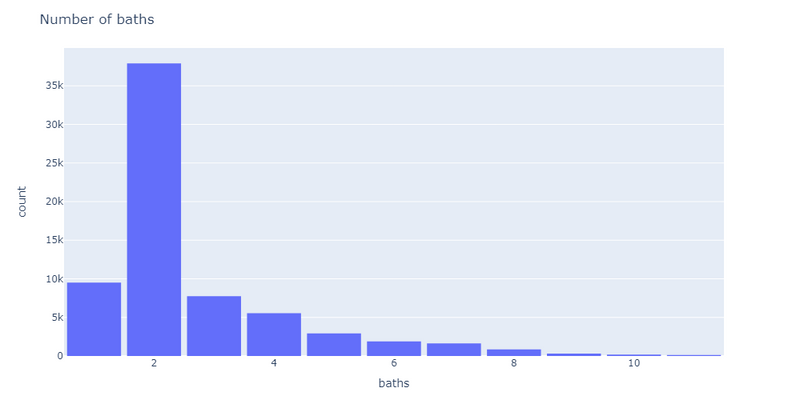 Number of baths
35k
30k
25k
20k
15k
10k
5k
0
2
4
6
8
10
count
baths